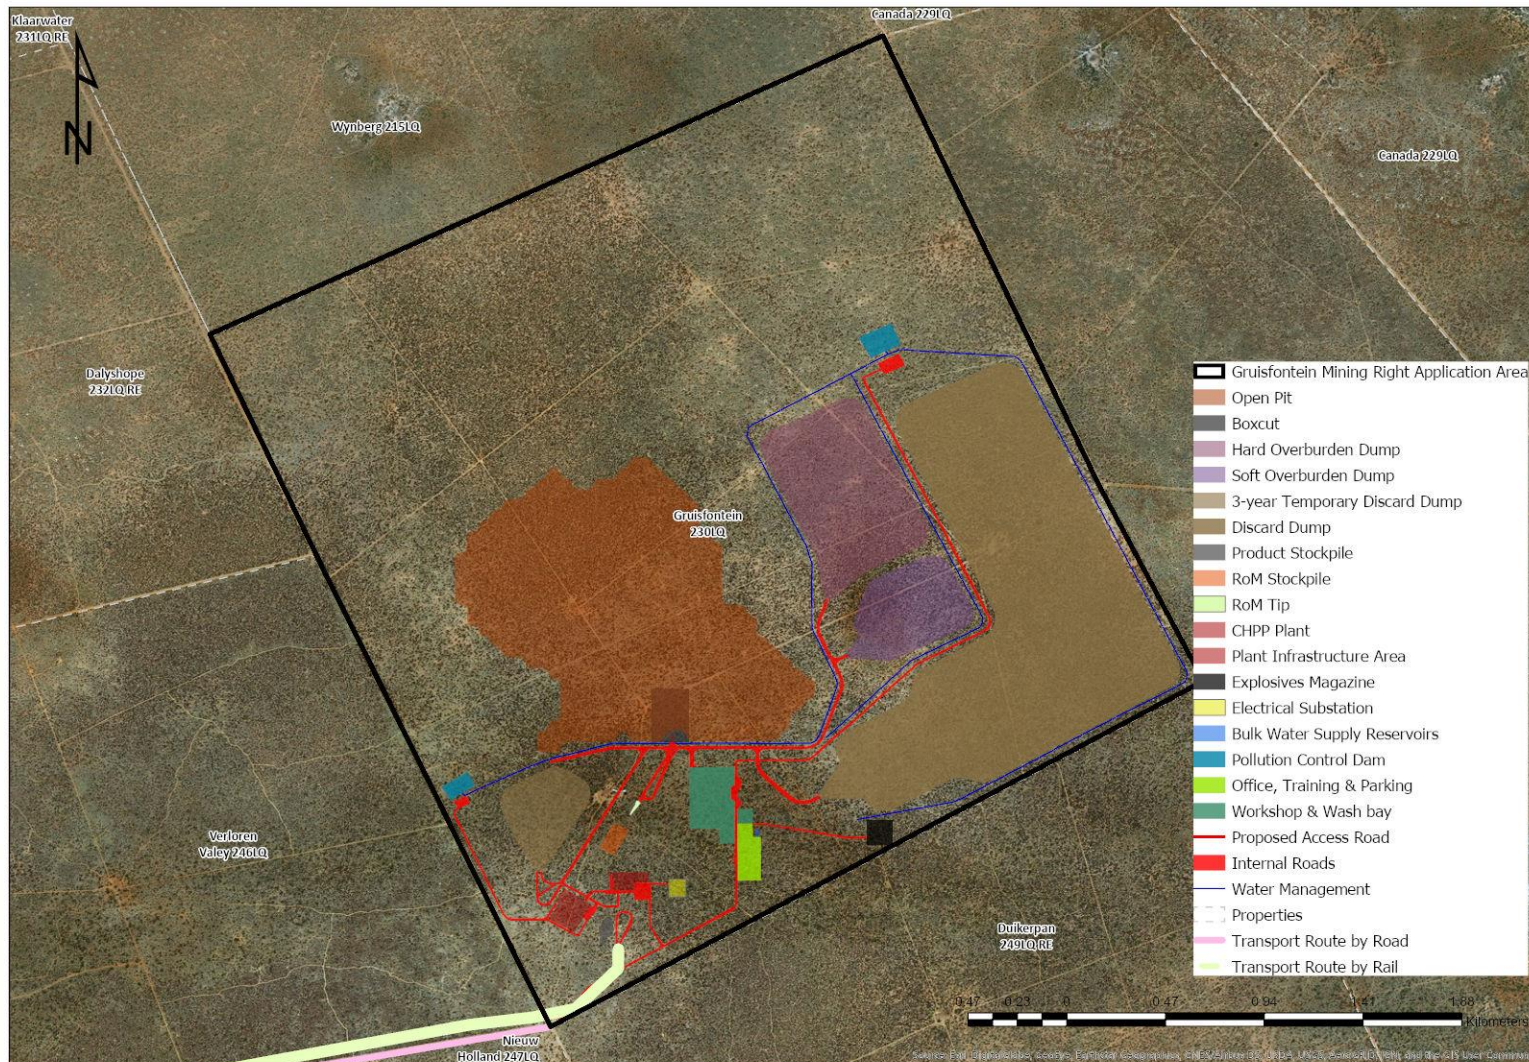 Klaarwater
231LQ RE
Canada 229LQ
N
Wynberg 215LQ
Canada 229LQ
Dalyshope
232LQ RE
Gruisfontein
230LQ
Verloren
Valey 246LQ
Duikerpan
249LQ RE
Nieuw
Holland 247LQ
Gruisfontein Mining Right Application Area
Open Pit
Boxcut
Hard Overburden Dump
Soft Overburden Dump
3-year Temporary Discard Dump
Discard Dump
Product Stockpile
RoM Stockpile
RoM Tip
CHPP Plant
Plant Infrastructure Area
Explosives Magazine
Electrical Substation
Bulk Water Supply Reservoirs
Pollution Control Dam
Office, Training & Parking
Workshop & Wash bay
Proposed Access Road
Internal Roads
Water Management
Properties
Transport Route by Road
Transport Route by Rail
0.47 0.23 0 0.47 0.94 1.41 1.88
Kilometers